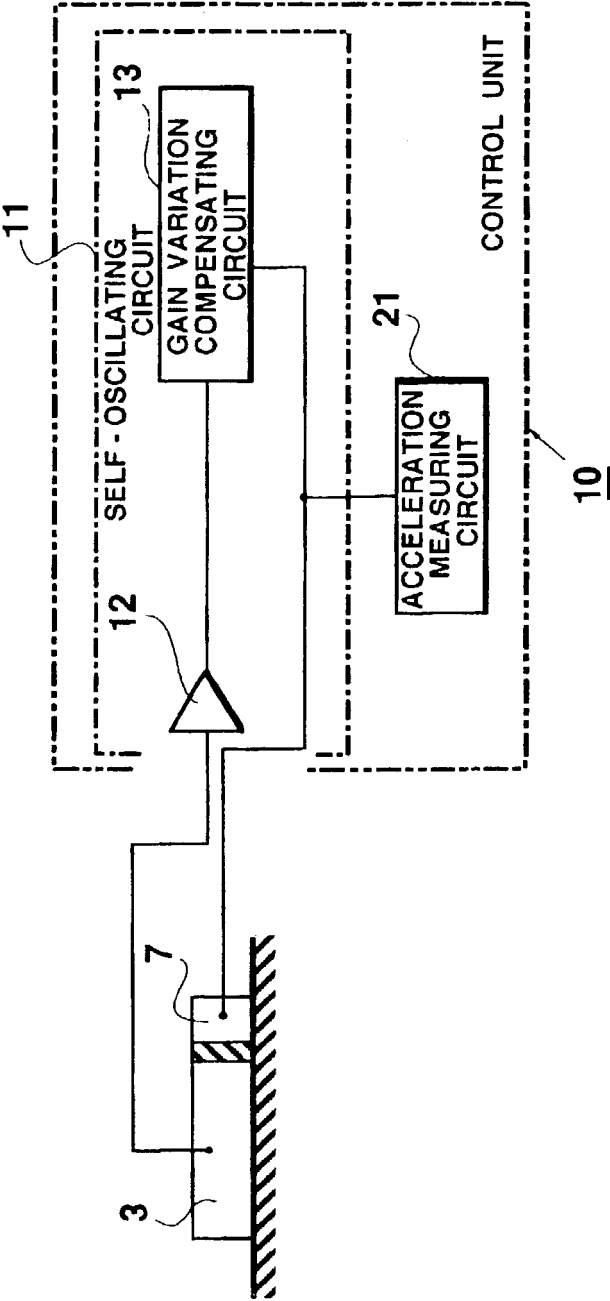 11
SELF-OSCILLATING
CIRCUIT
13
GAIN VARIATION
COMPENSATING
CIRCUIT
12
7
3
21
ACCELERATION
MEASURING
CIRCUIT
CONTROL UNIT
10